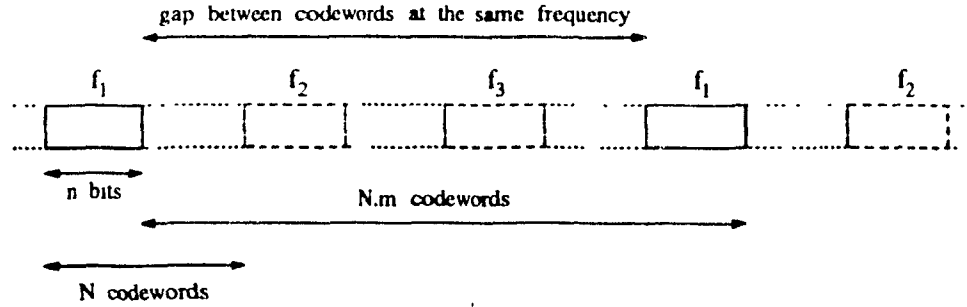 gap between codewords at the same frequency
f1 f2 f3 f1 f2
n bits
N.m codewords
N codewords